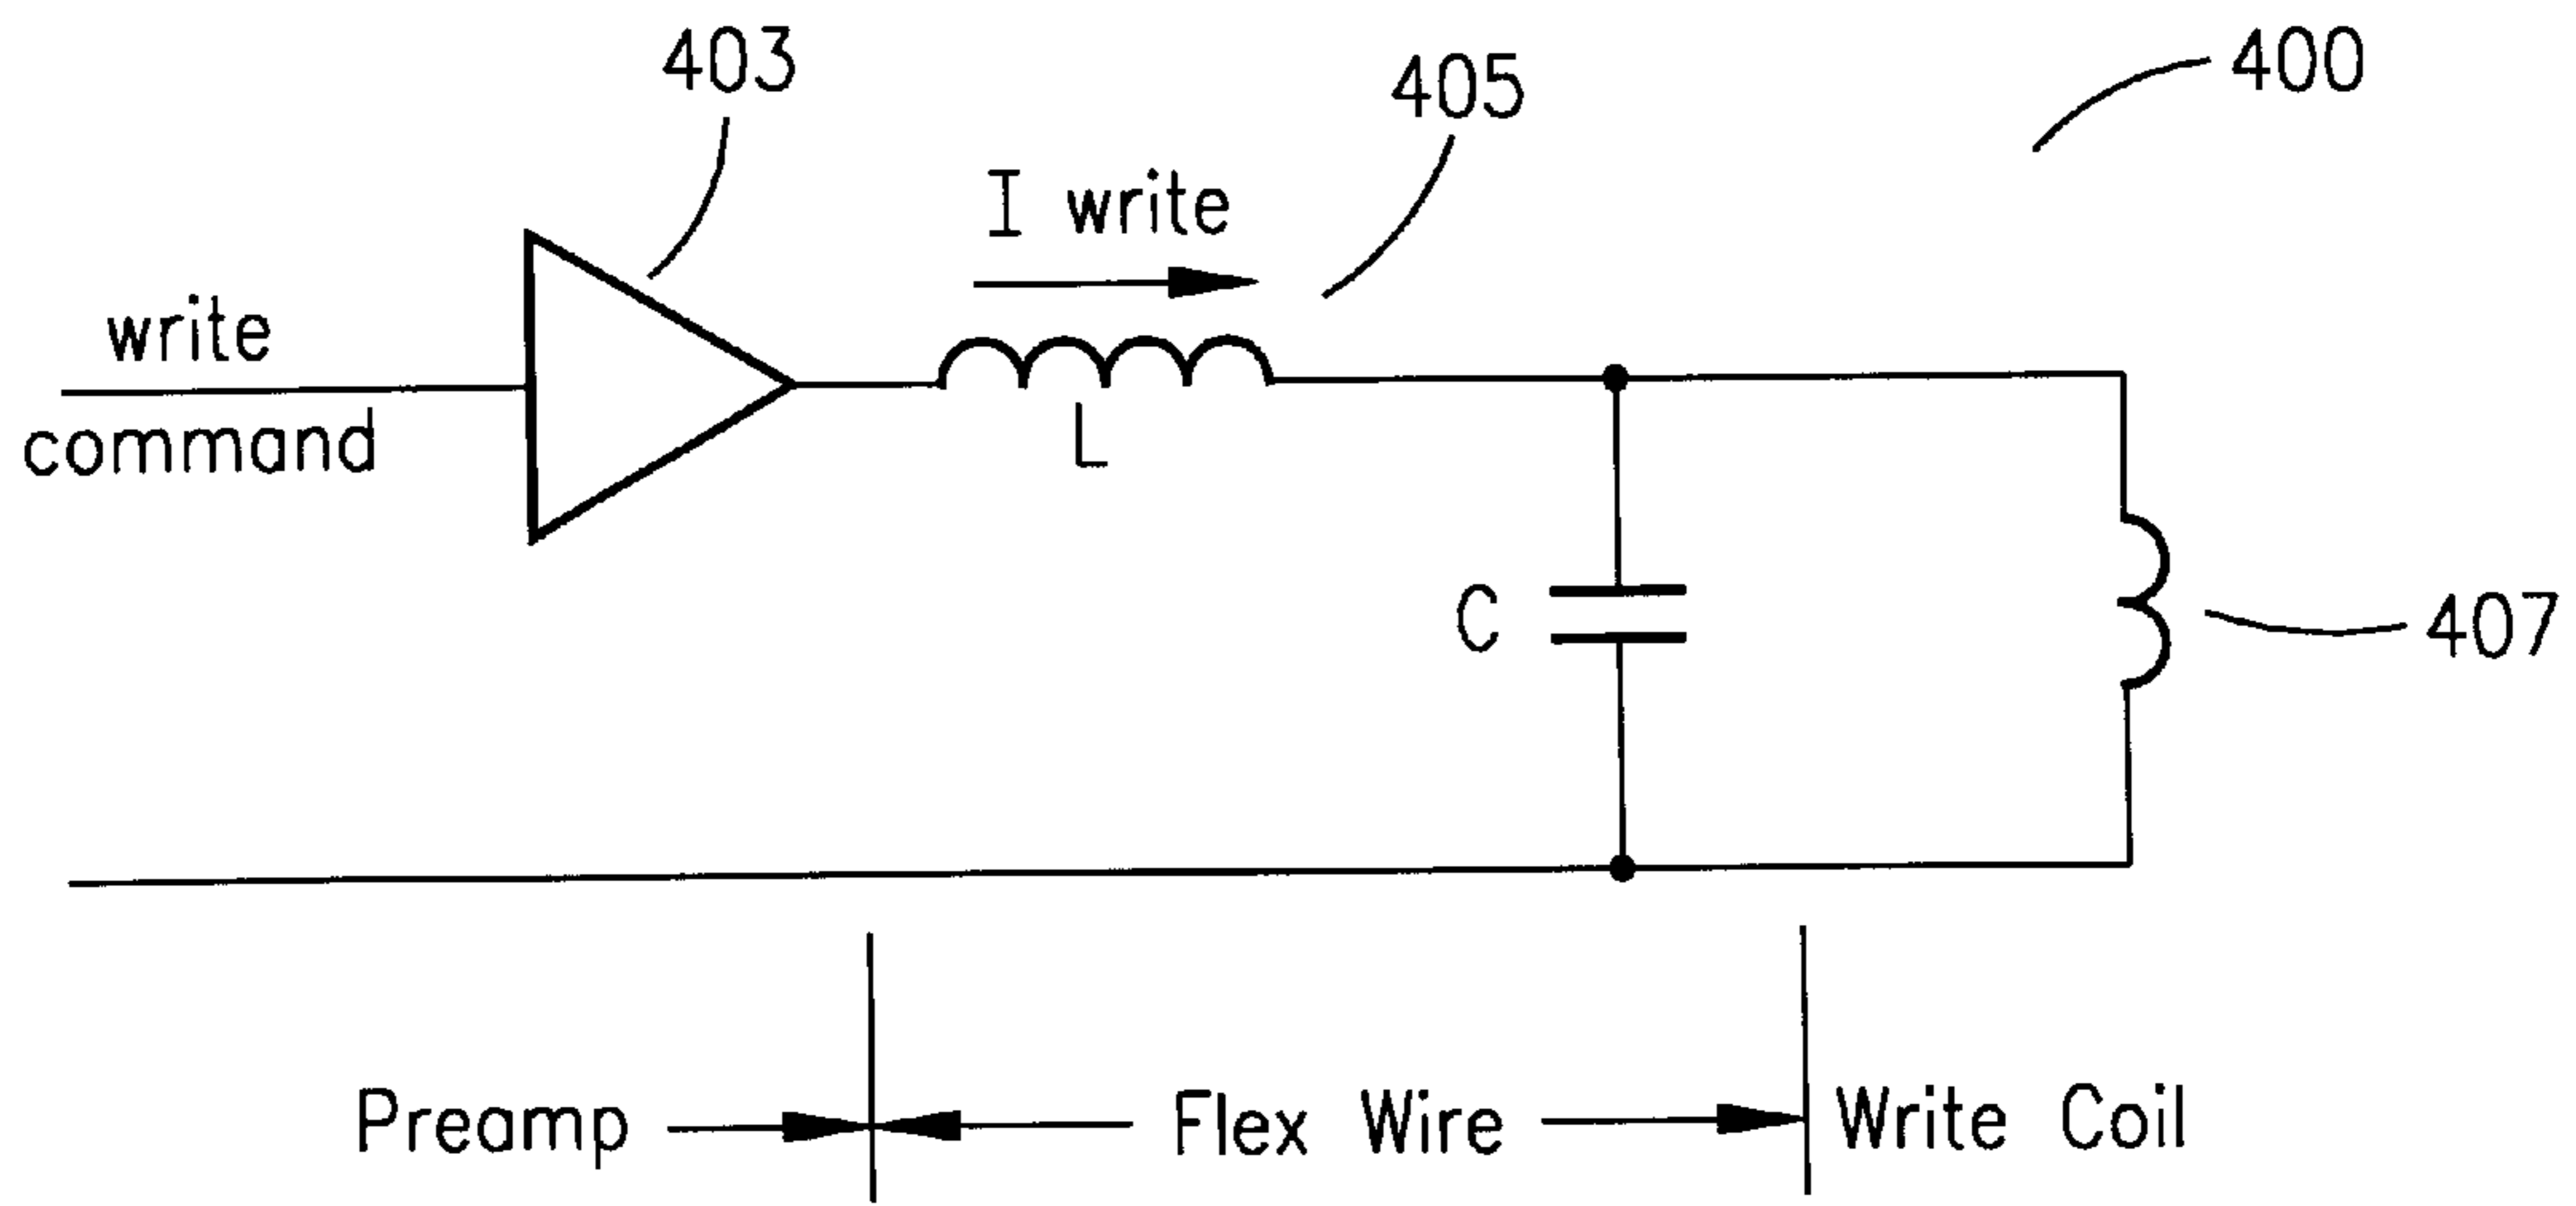 403
405
400
I write
write
command
L
C
407
Preamp
Flex Wire
Write Coil